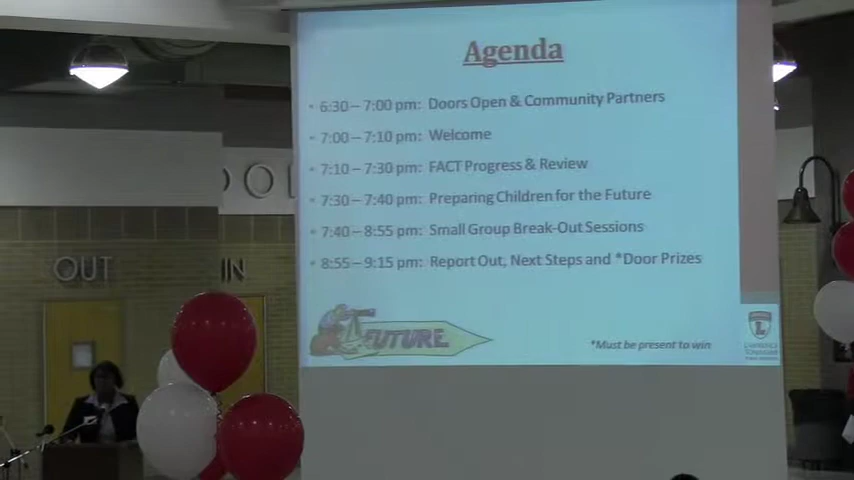 Agenda
• 6:30 – 7:00 pm: Doors Open & Community Partners
• 7:00 – 7:10 pm: Welcome
• 7:10 – 7:30 pm: FACT Progress & Review
• 7:30 – 7:40 pm: Preparing Children for the Future
• 7:40 – 8:55 pm: Small Group Break-Out Sessions
• 8:55 – 9:15 pm: Report Out, Next Steps and *Door Prizes
FUTURE
*Must be present to win
L
LAWRENCE
TOWNSHIP
OUT
IN